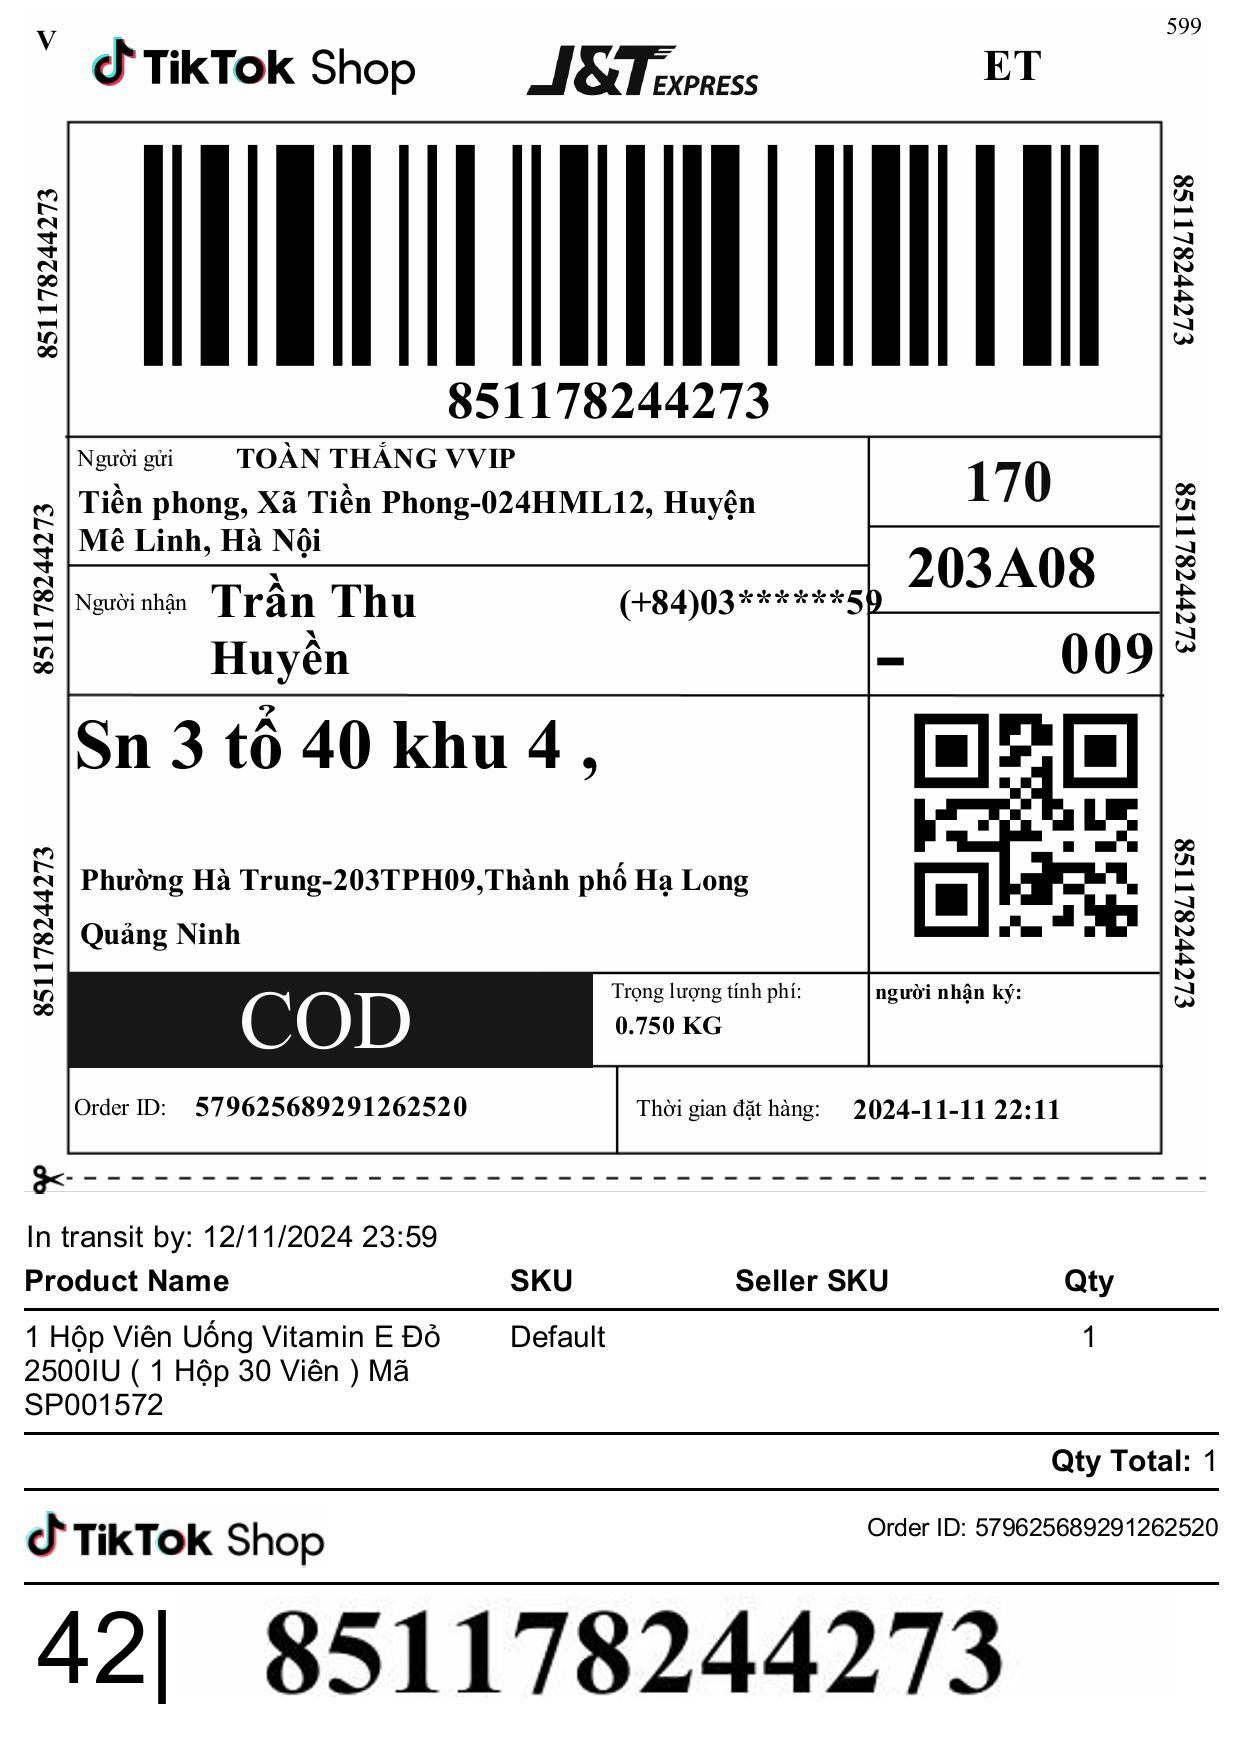 599
V
TikTok Shop
J&T EXPRESS
ET
851178244273
851178244273
851178244273
Người gửi TOÀN THẮNG VVIP
Tiền phong, Xã Tiền Phong-024HML12, Huyện
Mê Linh, Hà Nội
170
203A08
- 009
851178244273
851178244273
Người nhận Trần Thu
Huyền
(+84)03******59
Sn 3 tổ 40 khu 4 ,
Phường Hà Trung-203TPH09,Thành phố Hạ Long
Quảng Ninh
851178244273
851178244273
COD
Trọng lượng tính phí:
0.750 KG
người nhận ký:
Order ID: 579625689291262520
Thời gian đặt hàng: 2024-11-11 22:11
In transit by: 12/11/2024 23:59
Product Name SKU Seller SKU Qty
1 Hộp Viên Uống Vitamin E Đỏ Default 1
2500IU ( 1 Hộp 30 Viên ) Mã
SP001572
Qty Total: 1
TikTok Shop
Order ID: 579625689291262520
42| 851178244273